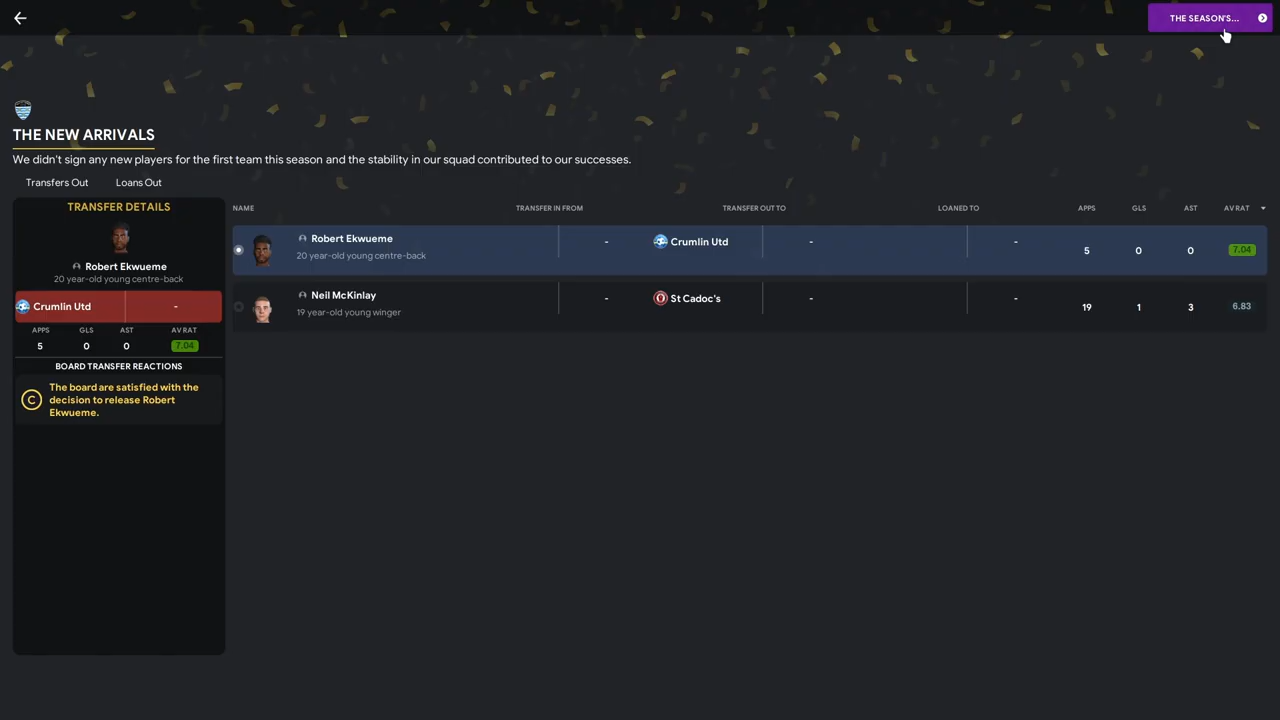 THE SEASON'S...
THE NEW ARRIVALS
We didn't sign any new players for the first team this season and the stability in our squad contributed to our successes.
Transfers Out Loans Out
TRANSFER DETAILS
Robert Ekwueme
20 year-old young centre-back
Crumlin Utd -
APPS GLS AST AV RAT
5 0 0 7.04
BOARD TRANSFER REACTIONS
C
The board are satisfied with the
decision to release Robert
Ekwueme.
NAME TRANSFER IN FROM TRANSFER OUT TO LOANED TO APPS GLS AST AV RAT
Robert Ekwueme - Crumlin Utd - - 5 0 0 7.04
20 year-old young centre-back
Neil McKinlay - St Cadoc's - - 19 1 3 6.83
19 year-old young winger